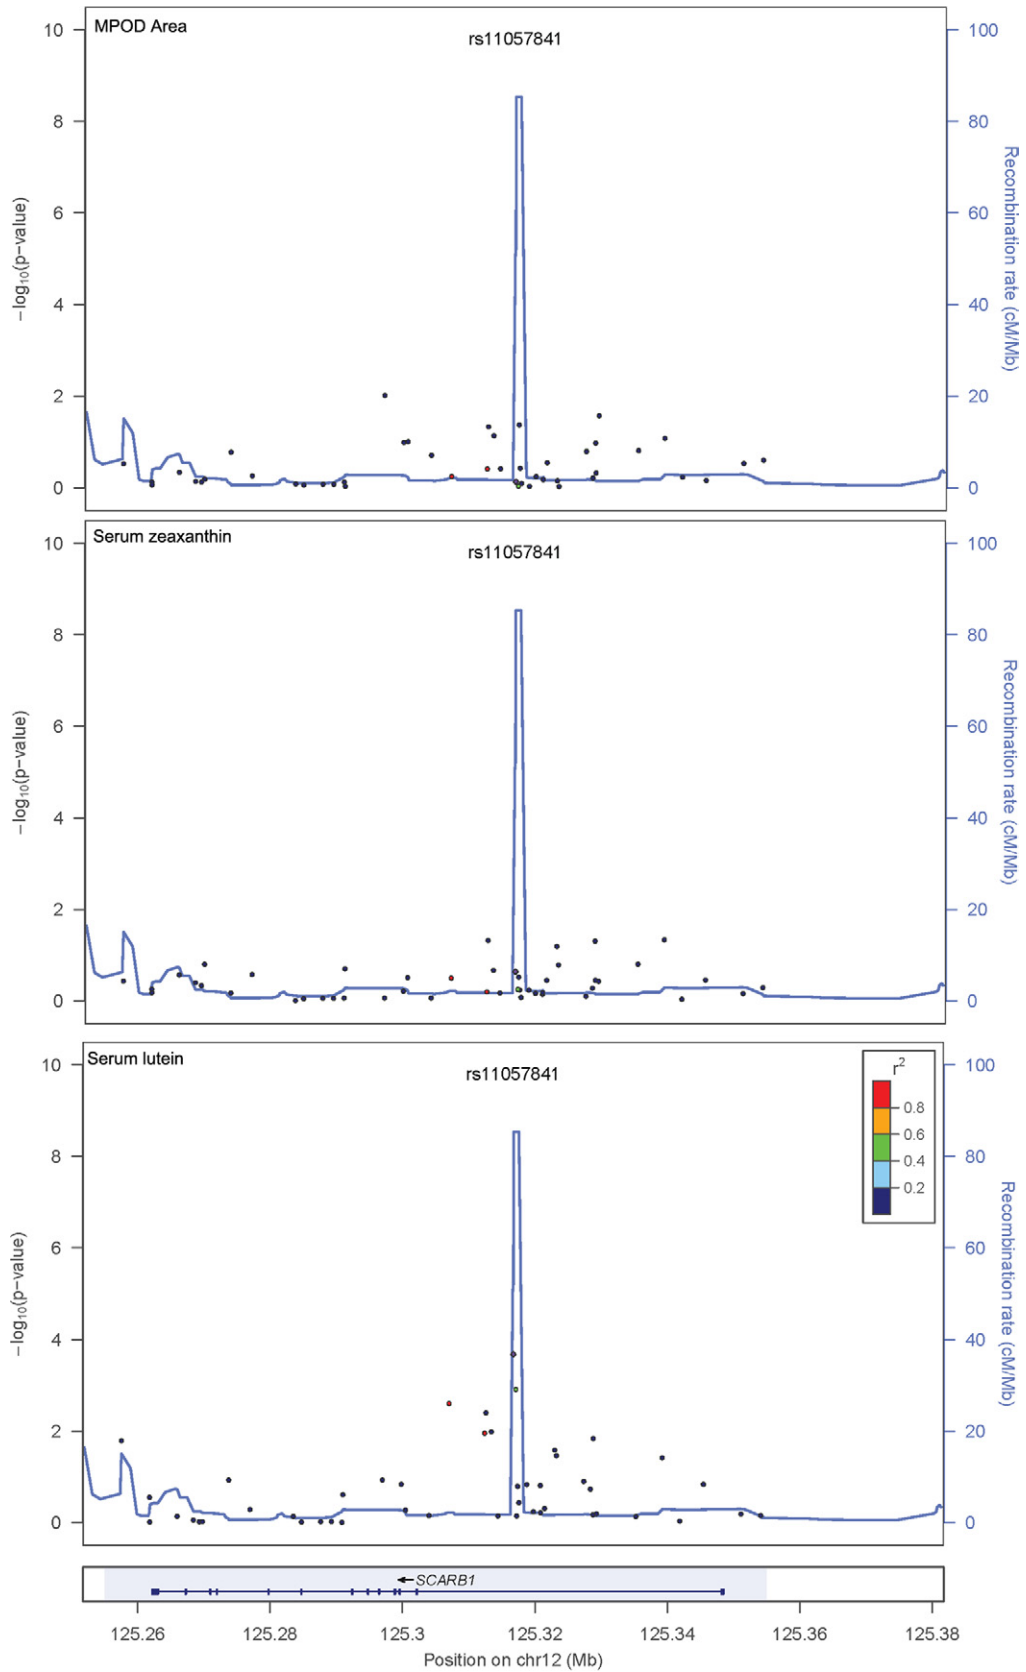 MPOD Area
rs11057841
10
8
6
4
2
0
−log10(p−value)
100
80
60
40
20
0
Recombination rate (cM/Mb)
Serum zeaxanthin
rs11057841
10
8
6
4
2
0
−log10(p−value)
100
80
60
40
20
0
Recombination rate (cM/Mb)
Serum lutein
rs11057841
10
8
6
4
2
0
−log10(p−value)
100
80
60
40
20
0
Recombination rate (cM/Mb)
r2
0.8
0.6
0.4
0.2
SCARB1
125.26 125.28 125.3 125.32 125.34 125.36 125.38
Position on chr12 (Mb)